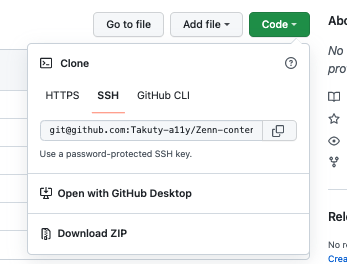 Go to file Add file Code
Abo
Clone
No
pro
HTTPS SSH GitHub CLI
git@github.com:Takuty-a11y/Zenn-conter
Use a password-protected SSH key.
Open with GitHub Desktop
Rele
Download ZIP
No re
Crea